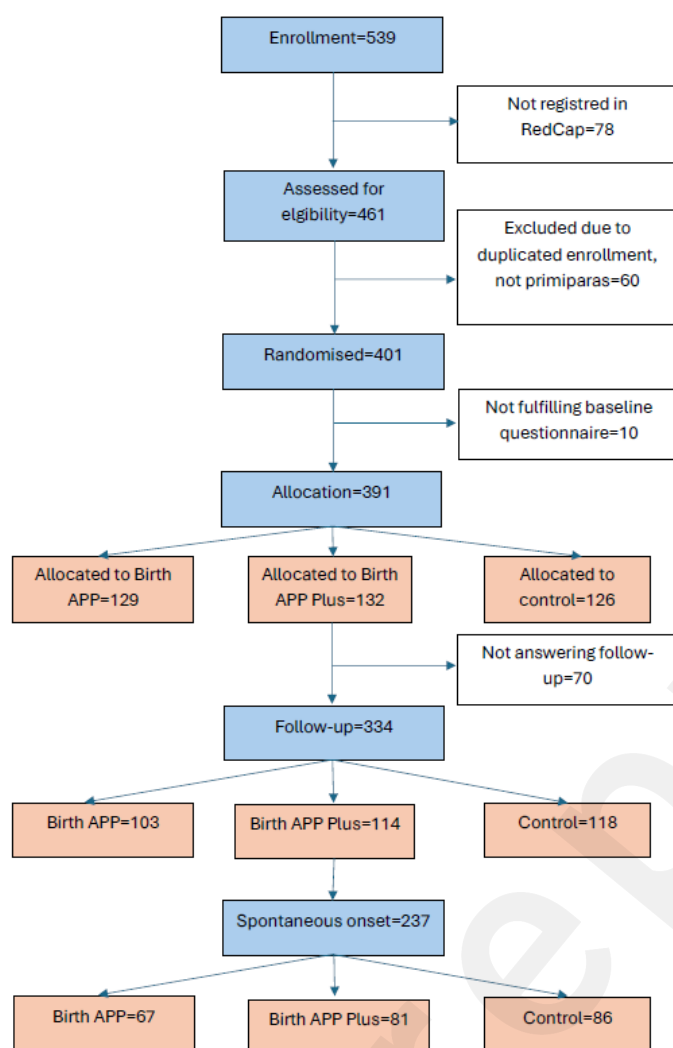 Enrollment=539
Not registred in
RedCap=78
Assessed for
elgibility=461
Excluded due to
duplicated enrollment,
not primiparas=60
Randomised=401
Not fulfilling baseline
questionnaire=10
Allocation=391
Allocated to Birth
APP=129
Allocated to Birth
APP Plus=132
Allocated to
control=126
Not answering follow-
up=70
Follow-up=334
Birth APP=103
Birth APP Plus=114
Control=118
Spontaneous onset=237
Birth APP=67
Birth APP Plus=81
Control=86